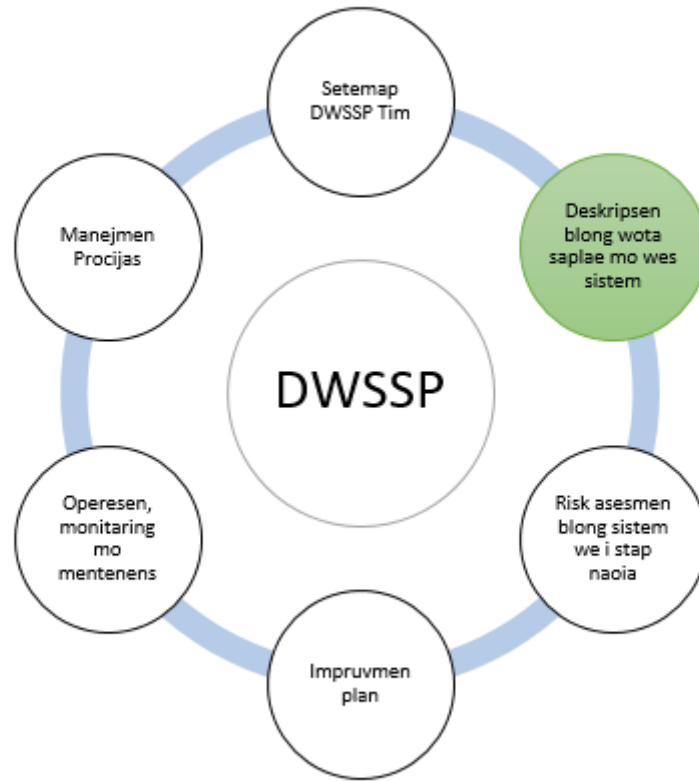 Setemap
DWSSP Tim
Deskripsen
blong wota
saplae mo wes
sistem
Risk asesmen
blong sistem
we i stap
naoia
Impruvmen
plan
Operesen,
monitaring
mo
mentenens
Manejmen
Procijas
DWSSP